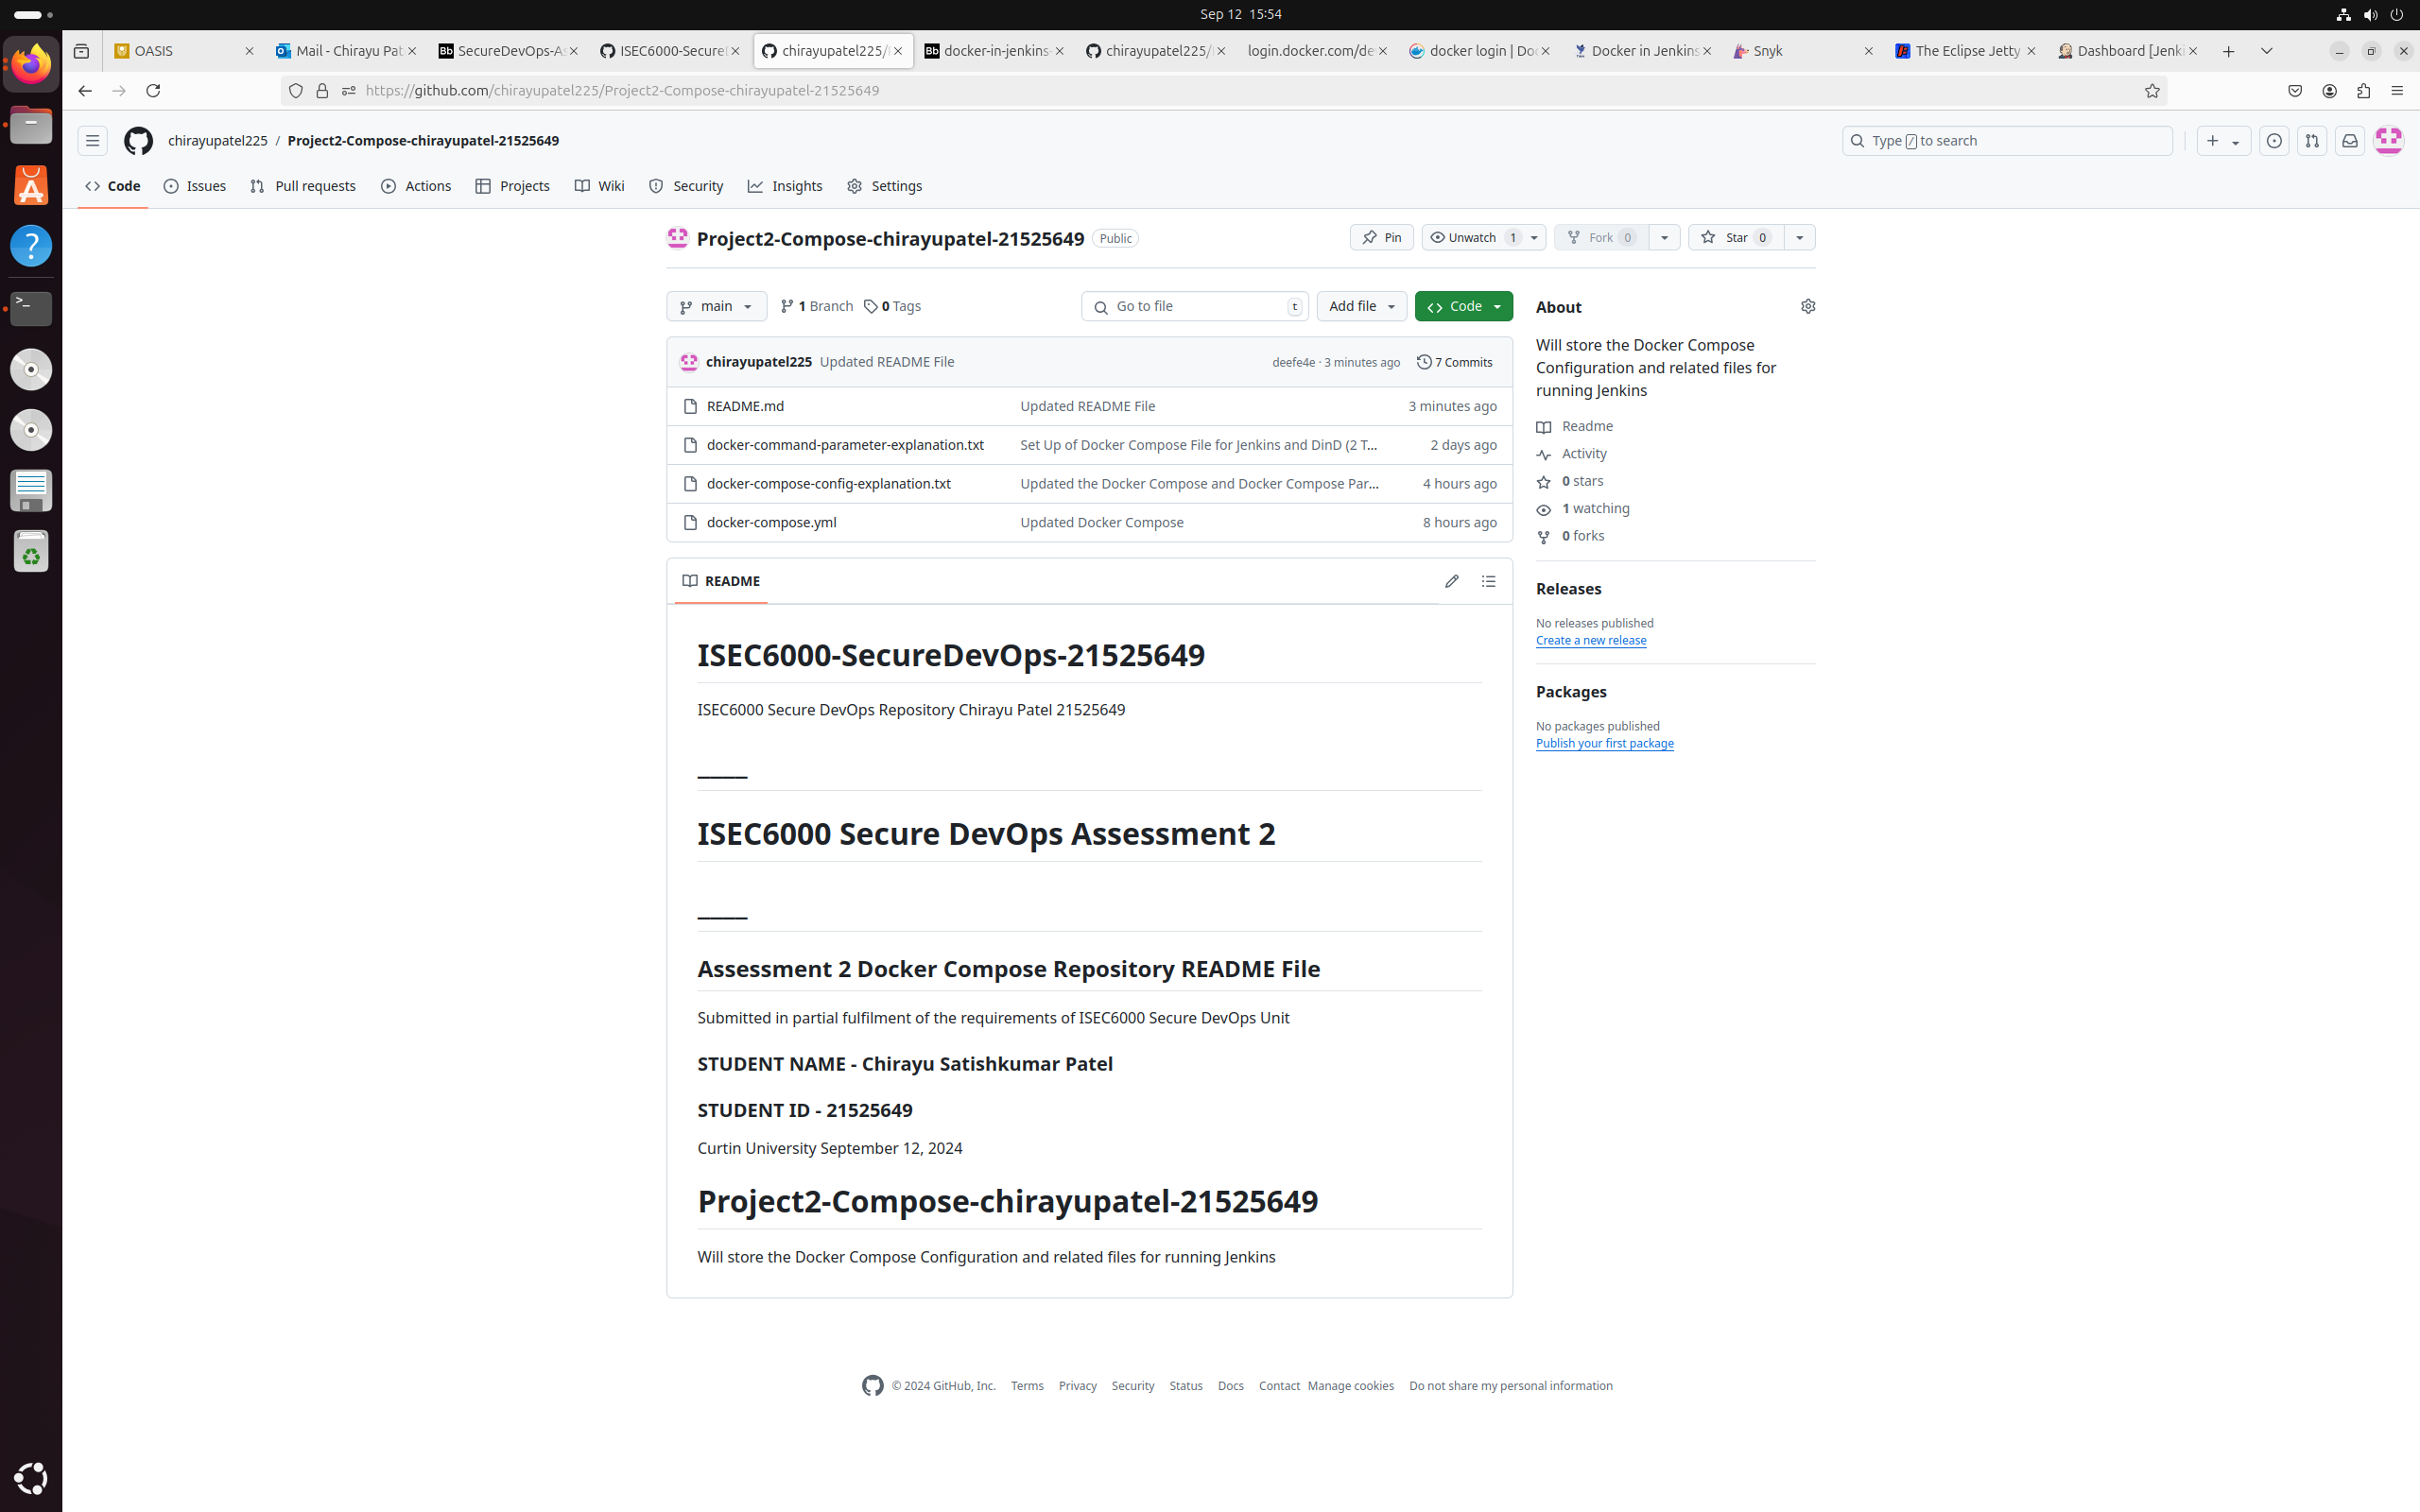 Sep 12 15:54
OASIS
Mail - Chirayu Pat
SecureDevOps-As
ISEC6000-Secure
chirayupatel225/
docker-in-jenkins-
chirayupatel225/
login.docker.com/de
docker login | Doc
Docker in Jenkins
Snyk
The Eclipse Jetty
Dashboard [Jenki
https://github.com/chirayupatel225/Project2-Compose-chirayupatel-21525649
chirayupatel225 / Project2-Compose-chirayupatel-21525649
Type / to search
Code Issues Pull requests Actions Projects Wiki Security Insights Settings
Project2-Compose-chirayupatel-21525649 Public
Pin Unwatch 1 Fork 0 Star 0
main 1 Branch 0 Tags Go to file t Add file Code
chirayupatel225 Updated README File deefe4e · 3 minutes ago 7 Commits
README.md Updated README File 3 minutes ago
docker-command-parameter-explanation.txt Set Up of Docker Compose File for Jenkins and DinD (2 T... 2 days ago
docker-compose-config-explanation.txt Updated the Docker Compose and Docker Compose Par... 4 hours ago
docker-compose.yml Updated Docker Compose 8 hours ago
README
ISEC6000-SecureDevOps-21525649
ISEC6000 Secure DevOps Repository Chirayu Patel 21525649
____
ISEC6000 Secure DevOps Assessment 2
____
Assessment 2 Docker Compose Repository README File
Submitted in partial fulfilment of the requirements of ISEC6000 Secure DevOps Unit
STUDENT NAME - Chirayu Satishkumar Patel
STUDENT ID - 21525649
Curtin University September 12, 2024
Project2-Compose-chirayupatel-21525649
Will store the Docker Compose Configuration and related files for running Jenkins
About
Will store the Docker Compose
Configuration and related files for
running Jenkins
Readme
Activity
0 stars
1 watching
0 forks
Releases
No releases published
Create a new release
Packages
No packages published
Publish your first package
© 2024 GitHub, Inc. Terms Privacy Security Status Docs Contact Manage cookies Do not share my personal information